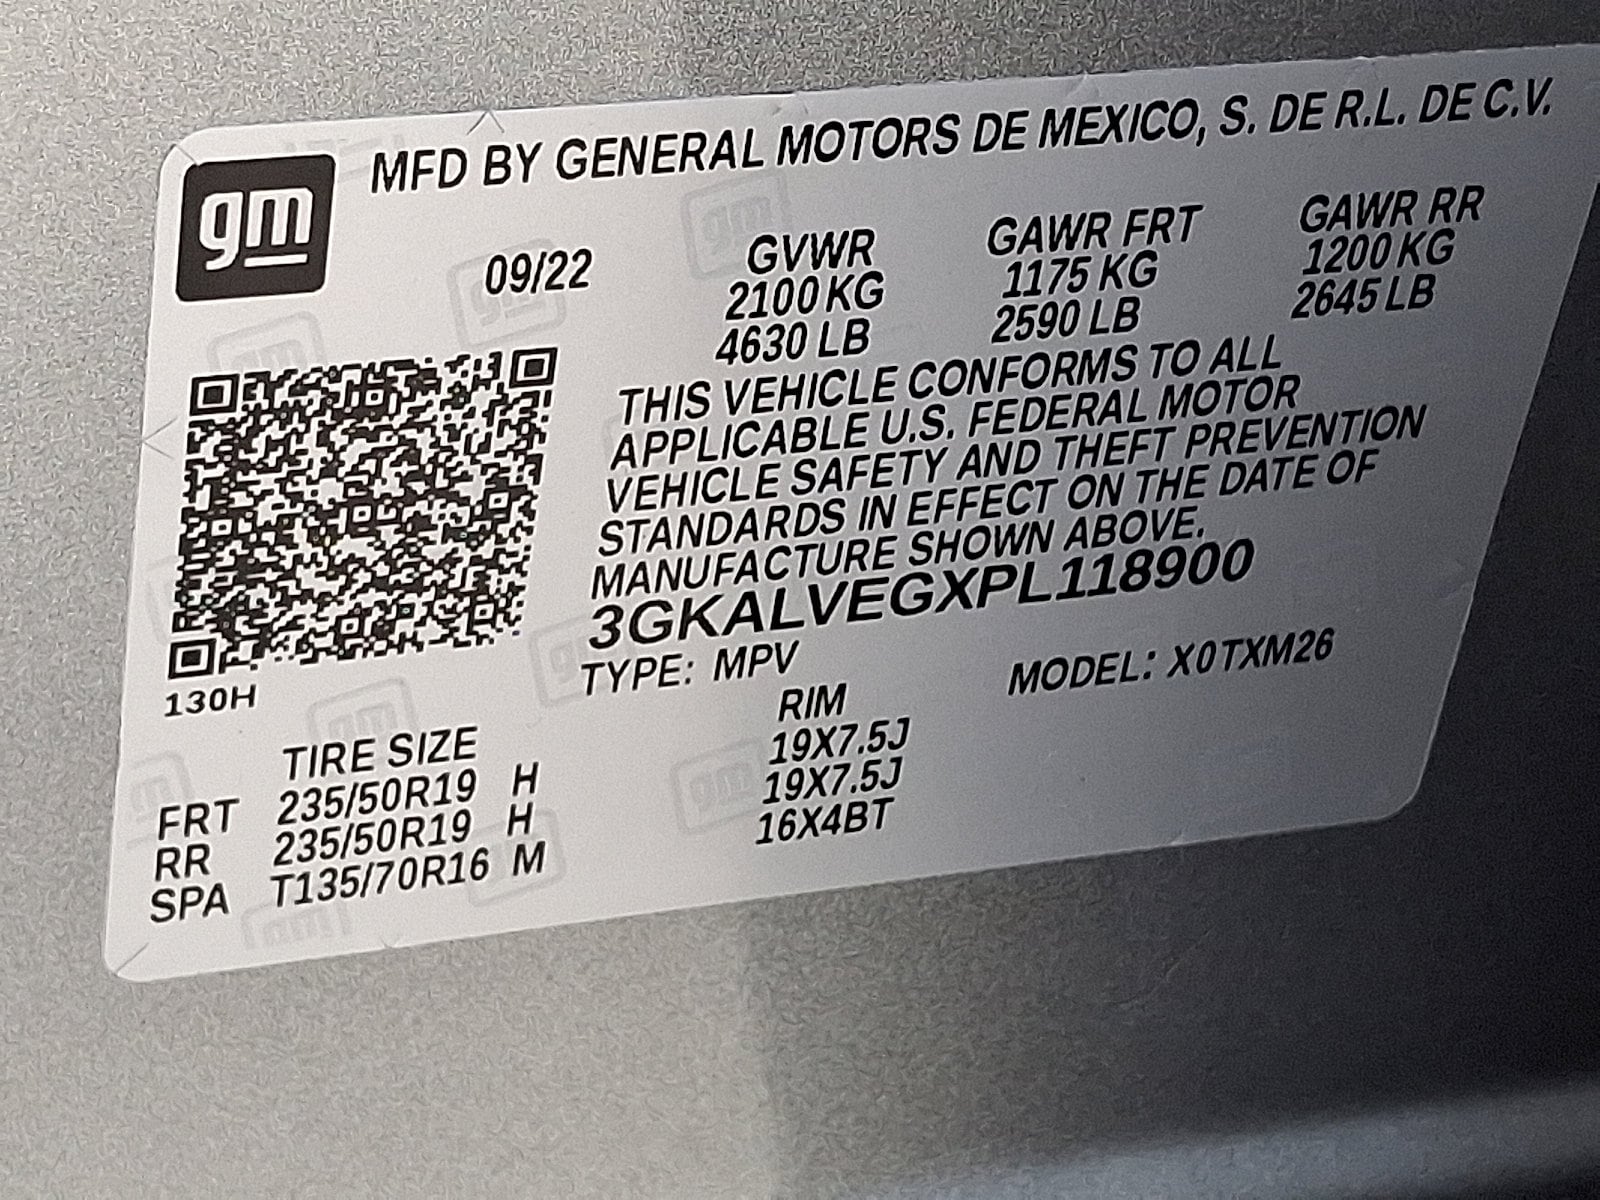 gm
MFD BY GENERAL MOTORS DE MEXICO, S. DE R.L. DE C.V.
09/22 GVWR GAWR FRT GAWR RR
2100 KG 1175 KG 1200 KG
4630 LB 2590 LB 2645 LB
THIS VEHICLE CONFORMS TO ALL
APPLICABLE U.S. FEDERAL MOTOR
VEHICLE SAFETY AND THEFT PREVENTION
STANDARDS IN EFFECT ON THE DATE OF
MANUFACTURE SHOWN ABOVE.
3GKALVEGXPL118900
TYPE: MPV MODEL: X0TXM26
130H
TIRE SIZE RIM
FRT 235/50R19 H 19X7.5J
RR 235/50R19 H 19X7.5J
SPA T135/70R16 M 16X4BT